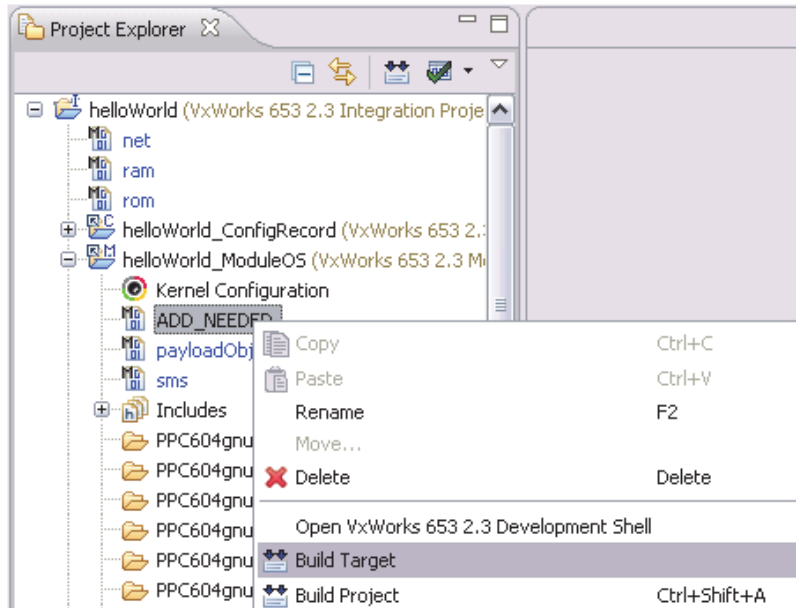 Project Explorer
helloWorld (VxWorks 653 2.3 Integration Proje
net
ram
rom
helloWorld_ConfigRecord (VxWorks 653 2.
helloWorld_ModuleOS (VxWorks 653 2.3 M
Kernel Configuration
ADD_NEEDED
payloadObj
sms
Includes
PPC604gnu
PPC604gnu
PPC604gnu
PPC604gnu
PPC604gnu
PPC604gnu
Copy Ctrl+C
Paste Ctrl+V
Rename F2
Move...
Delete Delete
Open VxWorks 653 2.3 Development Shell
Build Target
Build Project Ctrl+Shift+A